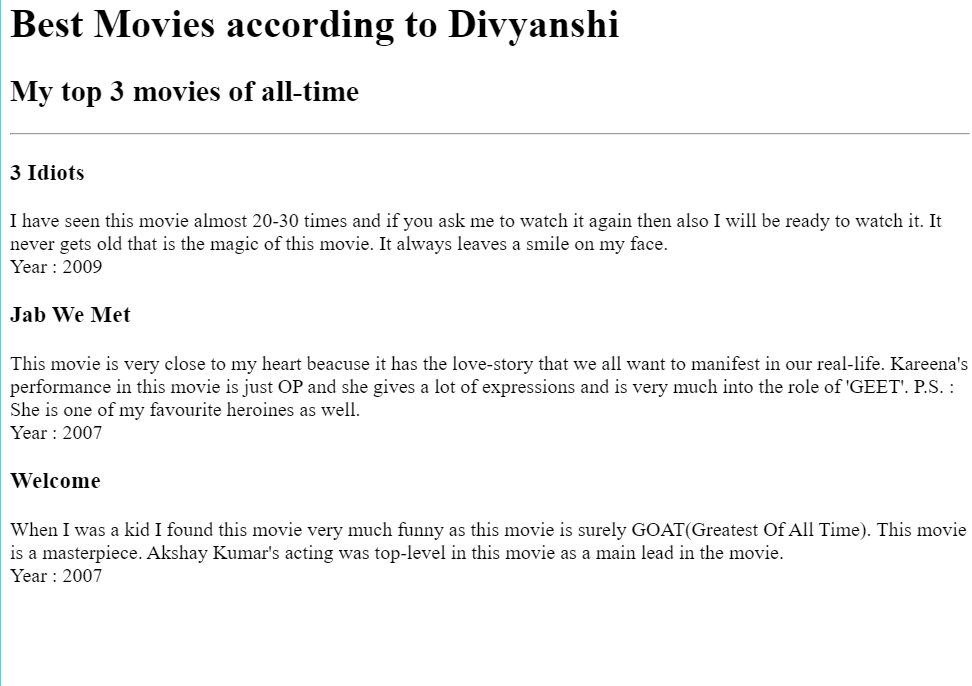 Best Movies according to Divyanshi
My top 3 movies of all-time
3 Idiots
I have seen this movie almost 20-30 times and if you ask me to watch it again then also I will be ready to watch it. It
never gets old that is the magic of this movie. It always leaves a smile on my face.
Year : 2009
Jab We Met
This movie is very close to my heart beacuse it has the love-story that we all want to manifest in our real-life. Kareena's
performance in this movie is just OP and she gives a lot of expressions and is very much into the role of 'GEET'. P.S. :
She is one of my favourite heroines as well.
Year : 2007
Welcome
When I was a kid I found this movie very much funny as this movie is surely GOAT(Greatest Of All Time). This movie
is a masterpiece. Akshay Kumar's acting was top-level in this movie as a main lead in the movie.
Year : 2007